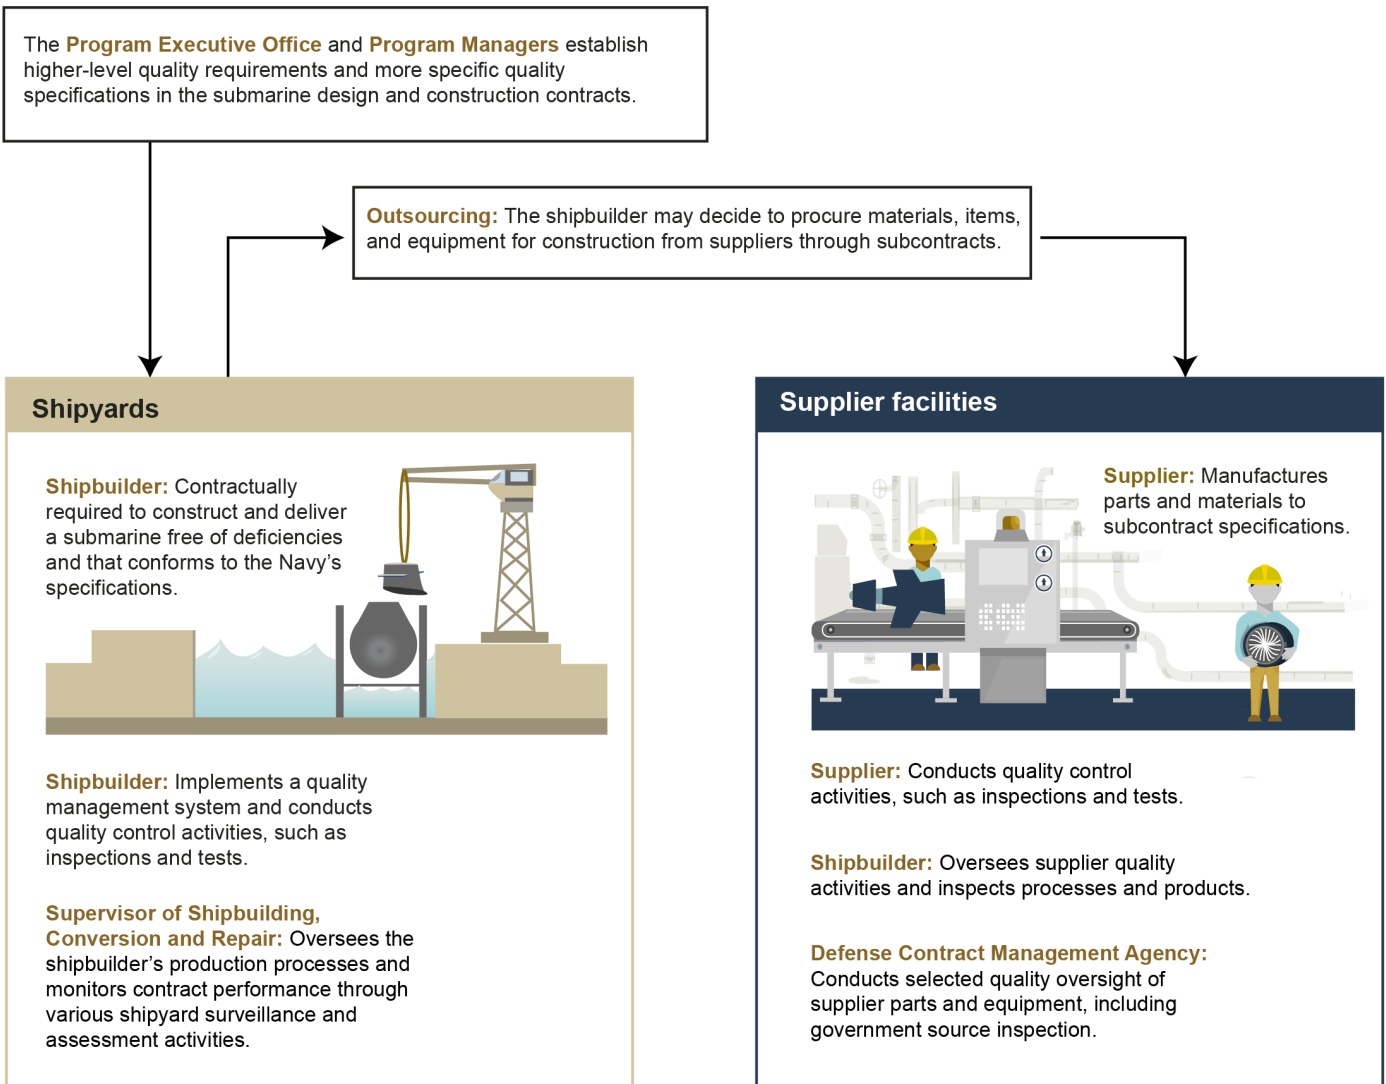 The Program Executive Office and Program Managers establish
higher-level quality requirements and more specific quality
specifications in the submarine design and construction contracts.
Outsourcing: The shipbuilder may decide to procure materials, items,
and equipment for construction from suppliers through subcontracts.
Shipyards
Shipbuilder: Contractually
required to construct and deliver
a submarine free of deficiencies
and that conforms to the Navy’s
specifications.
Shipbuilder: Implements a quality
management system and conducts
quality control activities, such as
inspections and tests.
Supervisor of Shipbuilding,
Conversion and Repair: Oversees the
shipbuilder’s production processes and
monitors contract performance through
various shipyard surveillance and
assessment activities.
Supplier facilities
Supplier: Manufactures
parts and materials to
subcontract specifications.
Supplier: Conducts quality control
activities, such as inspections and tests.
Shipbuilder: Oversees supplier quality
activities and inspects processes and products.
Defense Contract Management Agency:
Conducts selected quality oversight of
supplier parts and equipment, including
government source inspection.